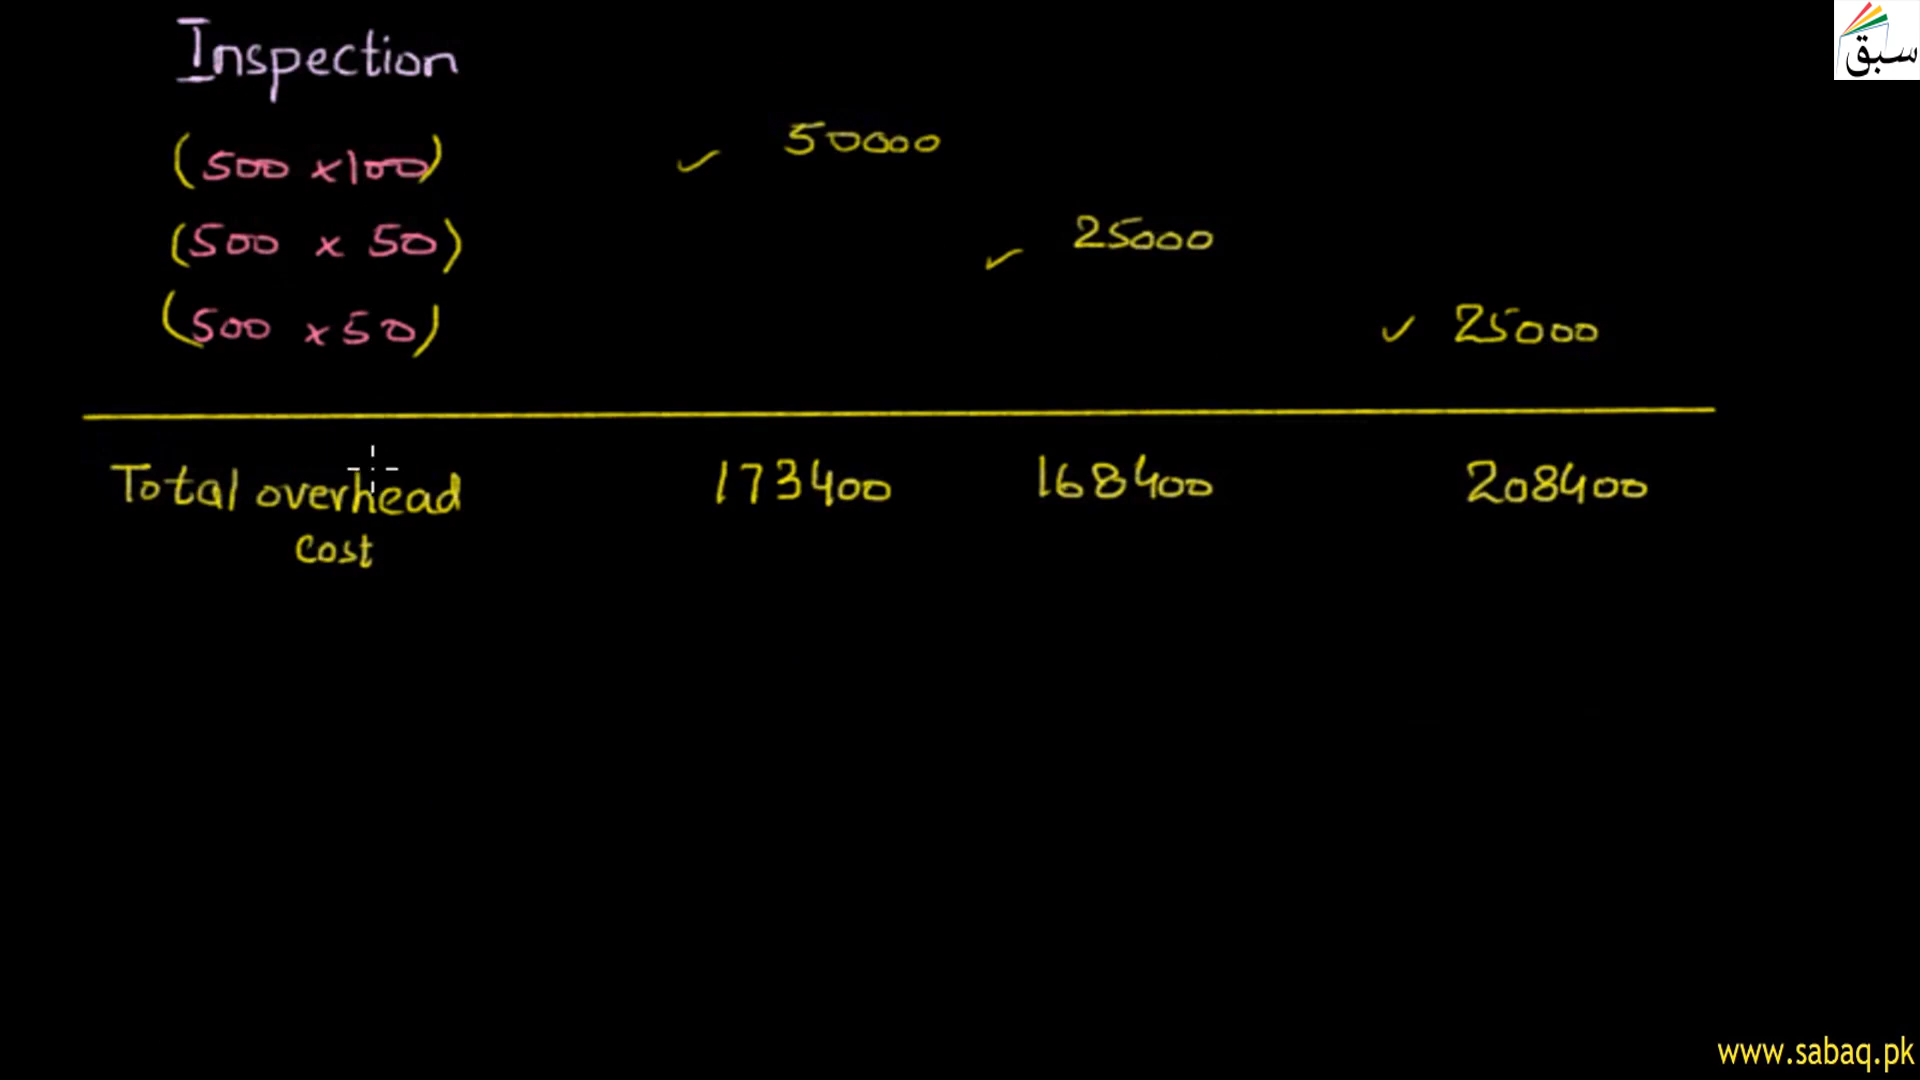 سبق
Inspection
(500 x 100) ✓ 50000
(500 x 50) ✓ 25000
(500 x 50) ✓ 25000
Total overhead cost 173400 168400 208400
www.sabaq.pk